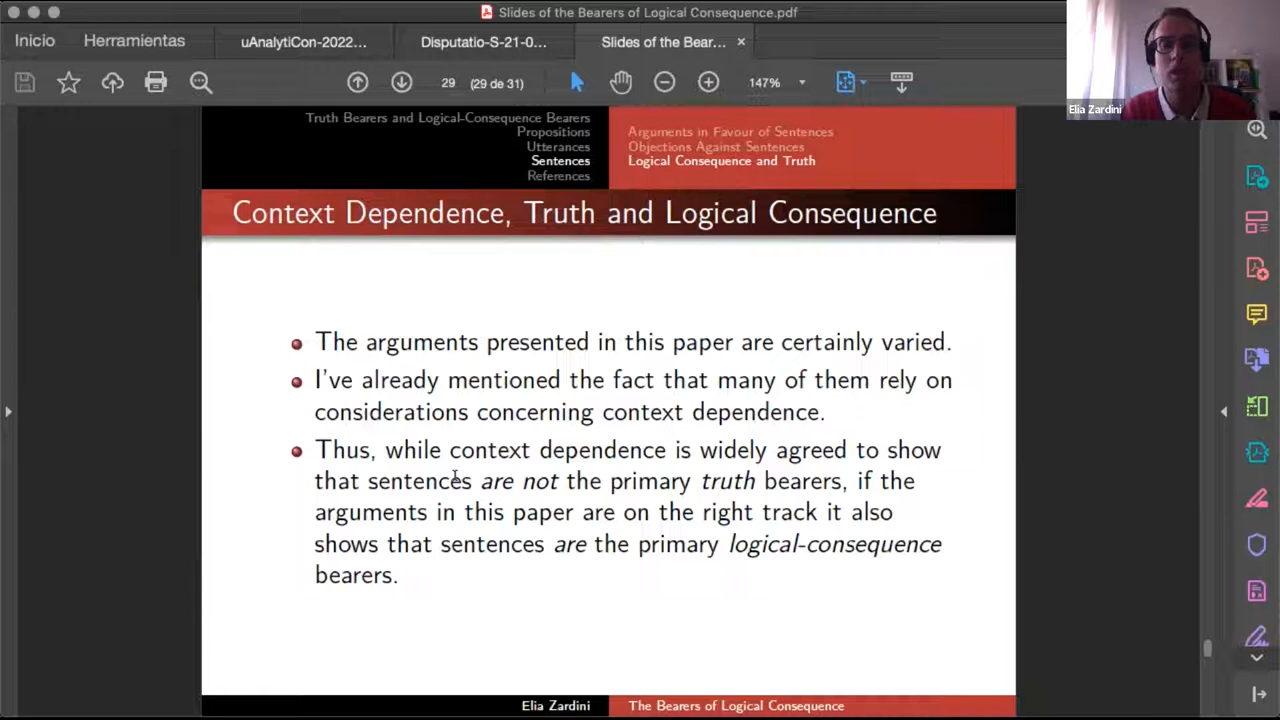 Slides of the Bearers of Logical Consequence.pdf
Inicio
Herramientas
uAnalytiCon-2022...
Disputatio-S-21-0...
Slides of the Bear...
29
(29 de 31)
147%
Elia Zardini
Truth Bearers and Logical-Consequence Bearers
Propositions
Utterances
Sentences
References
Arguments in Favour of Sentences
Objections Against Sentences
Logical Consequence and Truth
Context Dependence, Truth and Logical Consequence
The arguments presented in this paper are certainly varied.
I've already mentioned the fact that many of them rely on
considerations concerning context dependence.
Thus, while context dependence is widely agreed to show
that sentences are not the primary truth bearers, if the
arguments in this paper are on the right track it also
shows that sentences are the primary logical-consequence
bearers.
Elia Zardini
The Bearers of Logical Consequence